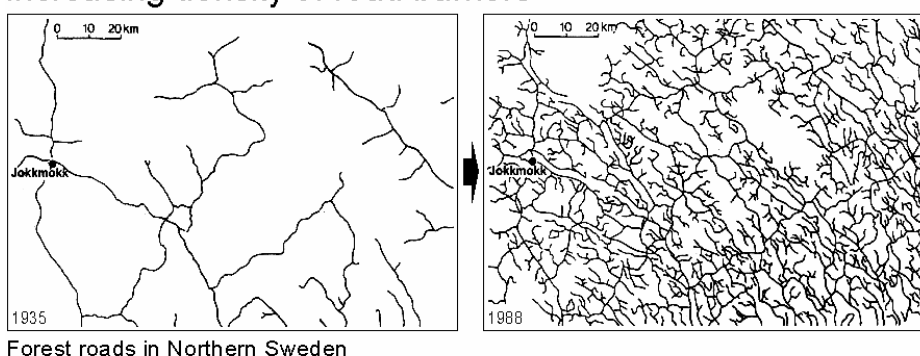 Increasing density of road barriers
0 10 20km
Jokkmokk
1935
0 10 20km
Jokkmokk
1988
Forest roads in Northern Sweden